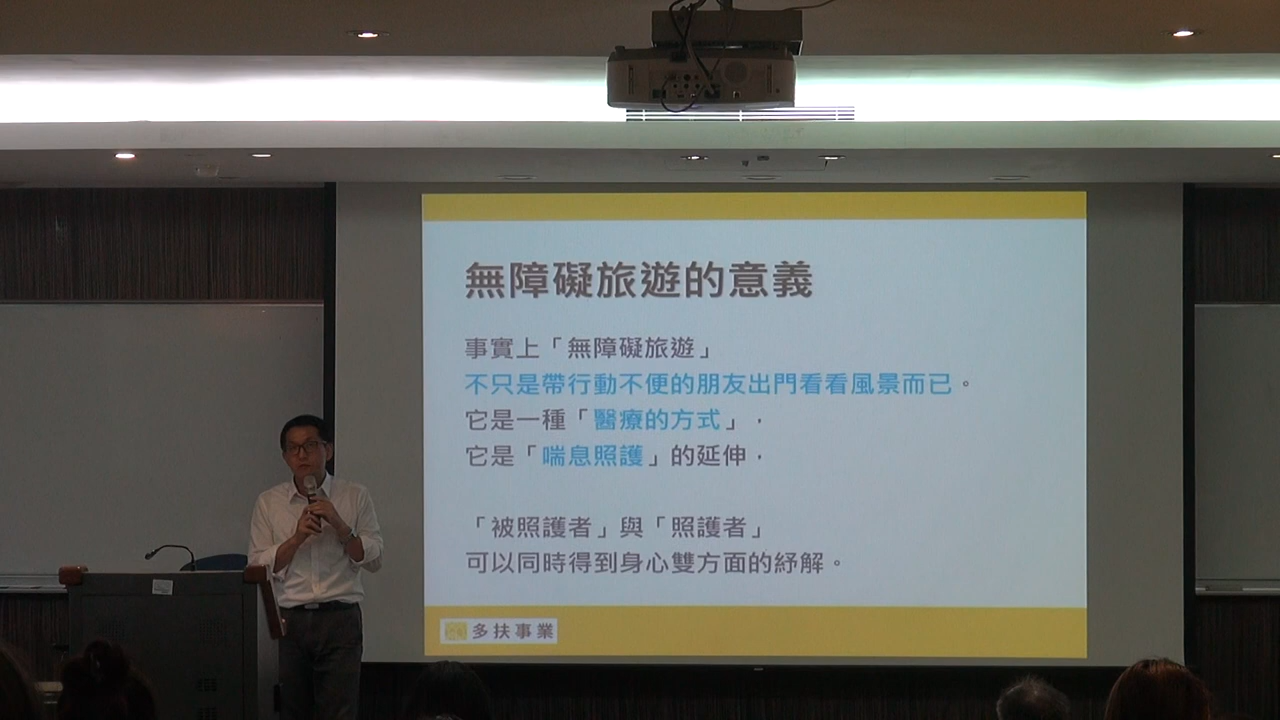 無障礙旅遊的意義
事實上「無障礙旅遊」
不只是帶行動不便的朋友出門看看風景而已。
它是一種「醫療的方式」，
它是「喘息照護」的延伸，
「被照護者」與「照護者」
可以同時得到身心雙方面的紓解。
多扶事業